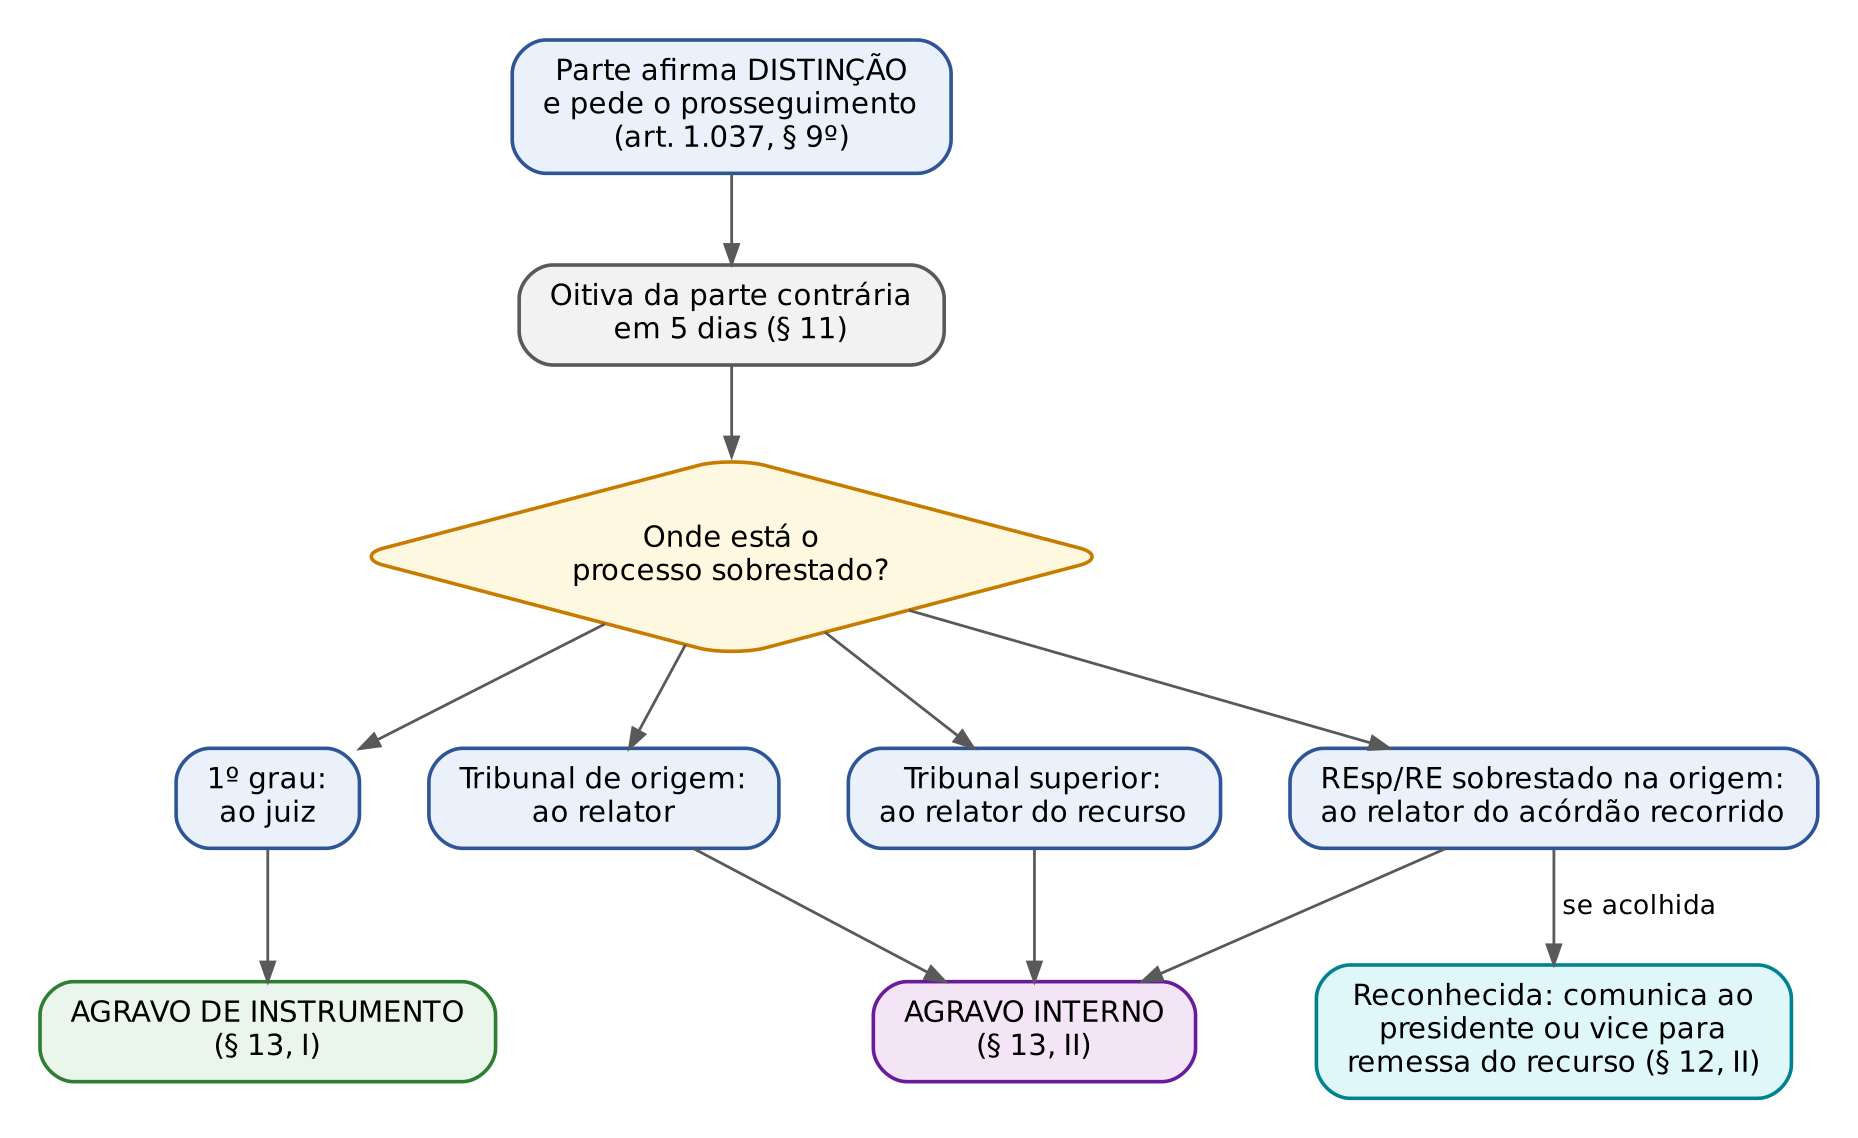 Parte afirma DISTINÇÃO
e pede o prosseguimento
(art. 1.037, § 9º)
Oitiva da parte contrária
em 5 dias (§ 11)
Onde está o
processo sobrestado?
1º grau:
ao juiz
Tribunal de origem:
ao relator
Tribunal superior:
ao relator do recurso
REsp/RE sobrestado na origem:
ao relator do acórdão recorrido
se acolhida
AGRAVO DE INSTRUMENTO
(§ 13, I)
AGRAVO INTERNO
(§ 13, II)
Reconhecida: comunica ao
presidente ou vice para
remessa do recurso (§ 12, II)